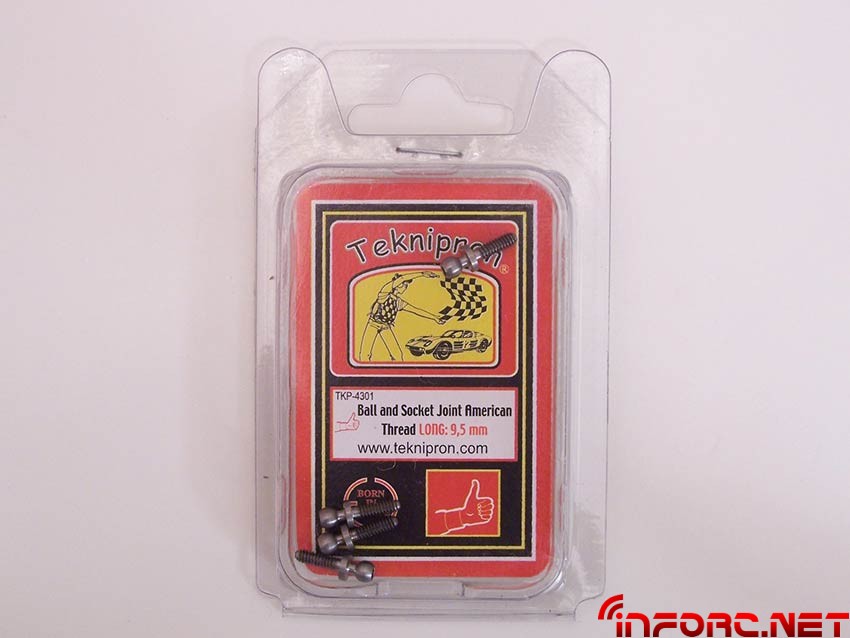 Teknipron®
TKP-4301
Ball and Socket Joint American
Thread LONG: 9,5 mm
www.teknipron.com
BORN
IN
inforc.net